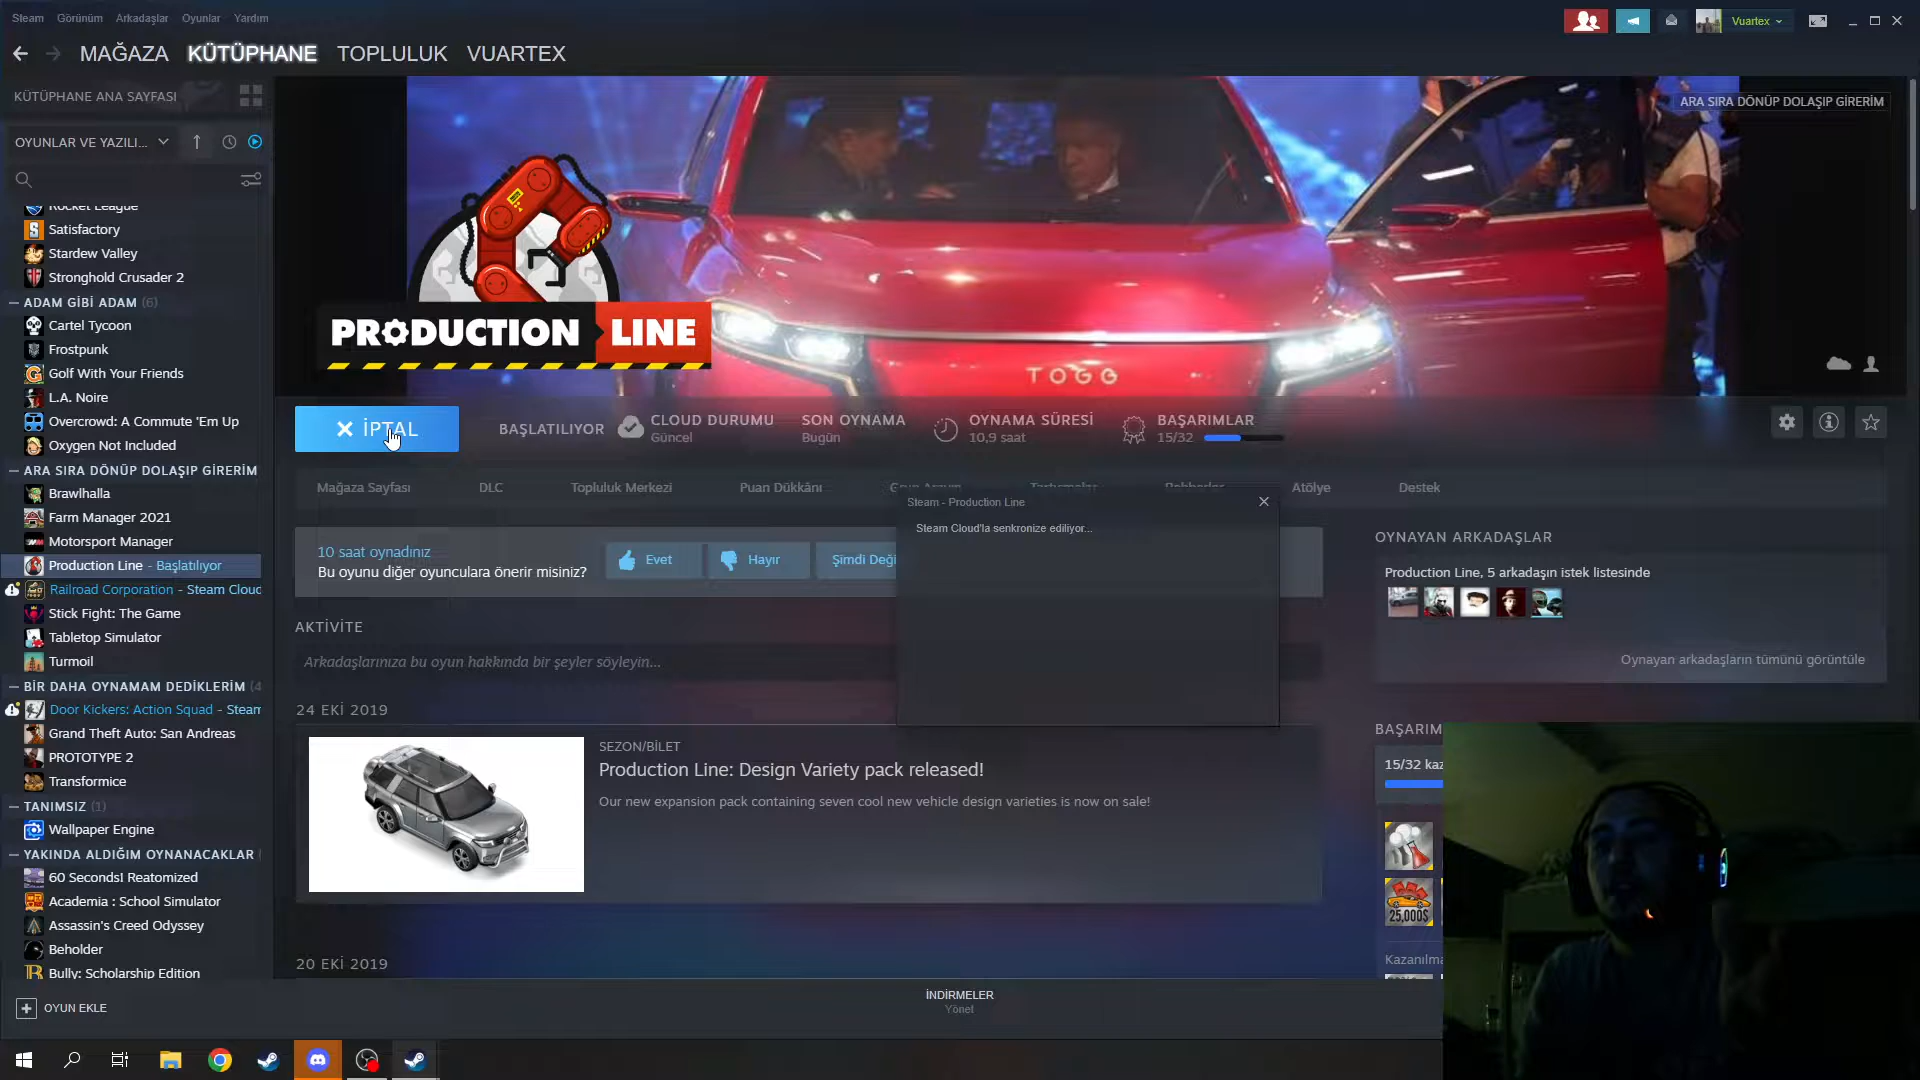 Steam Görünüm Arkadaşlar Oyunlar Yardım
Vuartex
MAĞAZA KÜTÜPHANE TOPLULUK VUARTEX
KÜTÜPHANE ANA SAYFASI
ARA SIRA DÖNÜP DOLAŞIP GİRERİM
OYUNLAR VE YAZILI...
Rocket League
Satisfactory
Stardew Valley
Stronghold Crusader 2
ADAM GİBİ ADAM (6)
Cartel Tycoon
Frostpunk
Golf With Your Friends
L.A. Noire
Overcrowd: A Commute 'Em Up
Oxygen Not Included
ARA SIRA DÖNÜP DOLAŞIP GİRERİM
Brawlhalla
Farm Manager 2021
Motorsport Manager
Production Line - Başlatılıyor
Railroad Corporation - Steam Cloud
Stick Fight: The Game
Tabletop Simulator
Turmoil
BİR DAHA OYNAMAM DEDİKLERİM (4
Door Kickers: Action Squad - Steam
Grand Theft Auto: San Andreas
PROTOTYPE 2
Transformice
TANIMSIZ (1)
Wallpaper Engine
YAKINDA ALDIĞIM OYNANACAKLAR
60 Seconds! Reatomized
Academia : School Simulator
Assassin's Creed Odyssey
Beholder
Bully: Scholarship Edition
OYUN EKLE
PRODUCTION LINE
TOGG
İPTAL
BAŞLATILIYOR
CLOUD DURUMU
Güncel
SON OYNAMA
Bugün
OYNAMA SÜRESİ
10,9 saat
BAŞARIMLAR
15/32
Mağaza Sayfası DLC Topluluk Merkezi Puan Dükkânı Atölye Destek
Steam - Production Line
Steam Cloud'la senkronize ediliyor...
10 saat oynadınız
Bu oyunu diğer oyunculara önerir misiniz?
Evet
Hayır
Şimdi Deği
AKTİVİTE
Arkadaşlarınıza bu oyun hakkında bir şeyler söyleyin...
24 EKİ 2019
SEZON/BİLET
Production Line: Design Variety pack released!
Our new expansion pack containing seven cool new vehicle design varieties is now on sale!
20 EKİ 2019
OYNAYAN ARKADAŞLAR
Production Line, 5 arkadaşın istek listesinde
Oynayan arkadaşların tümünü görüntüle
BAŞARIM
15/32 kaz
25,000$
Kazanılma
İNDİRMELER
Yönet